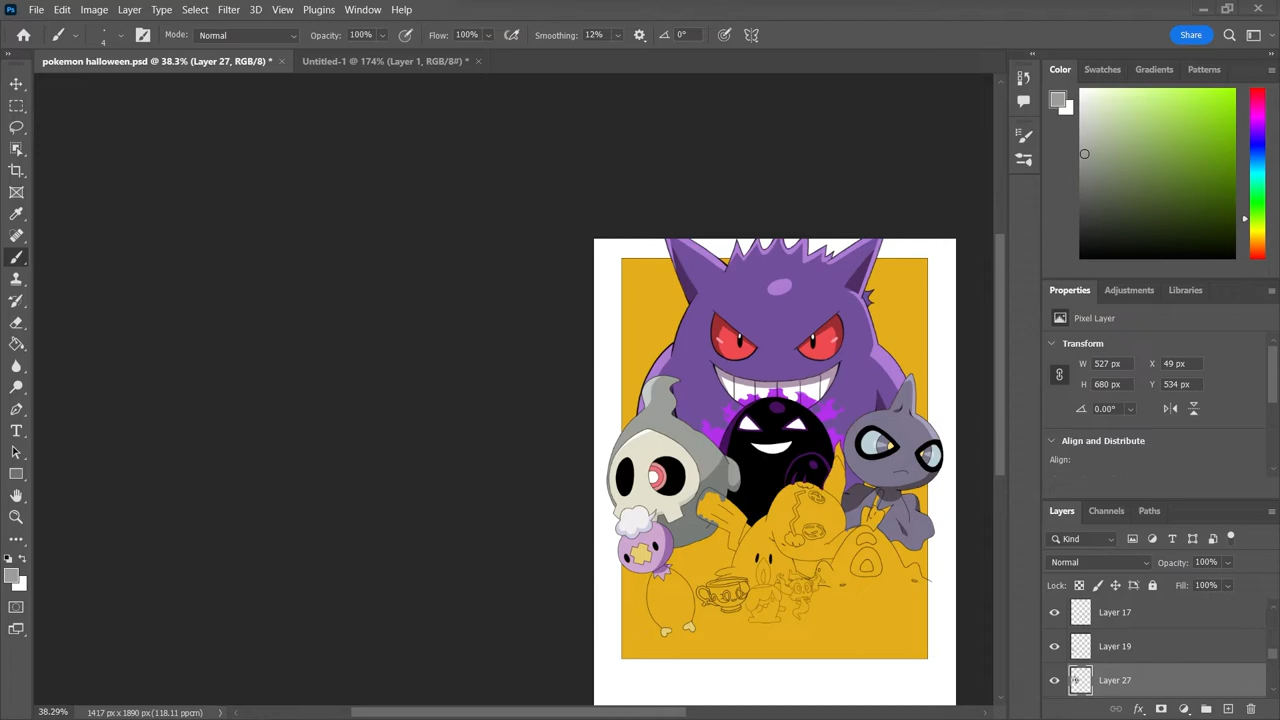 Ps File Edit Image Layer Type Select Filter 3D View Plugins Window Help
4 Mode: Normal Opacity: 100% Flow: 100% Smoothing: 12% 0° Share
pokemon halloween.psd @ 38.3% (Layer 27, RGB/8) * Untitled-1 @ 174% (Layer 1, RGB/8#) *
Color Swatches Gradients Patterns
Properties Adjustments Libraries
Pixel Layer
Transform
W 527 px X 49 px
H 680 px Y 534 px
0.00°
Align and Distribute
Align:
Layers Channels Paths
Kind
Normal Opacity: 100%
Lock: Fill: 100%
Layer 17
Layer 19
Layer 27
38.29% 1417 px x 1890 px (118.11 ppcm)